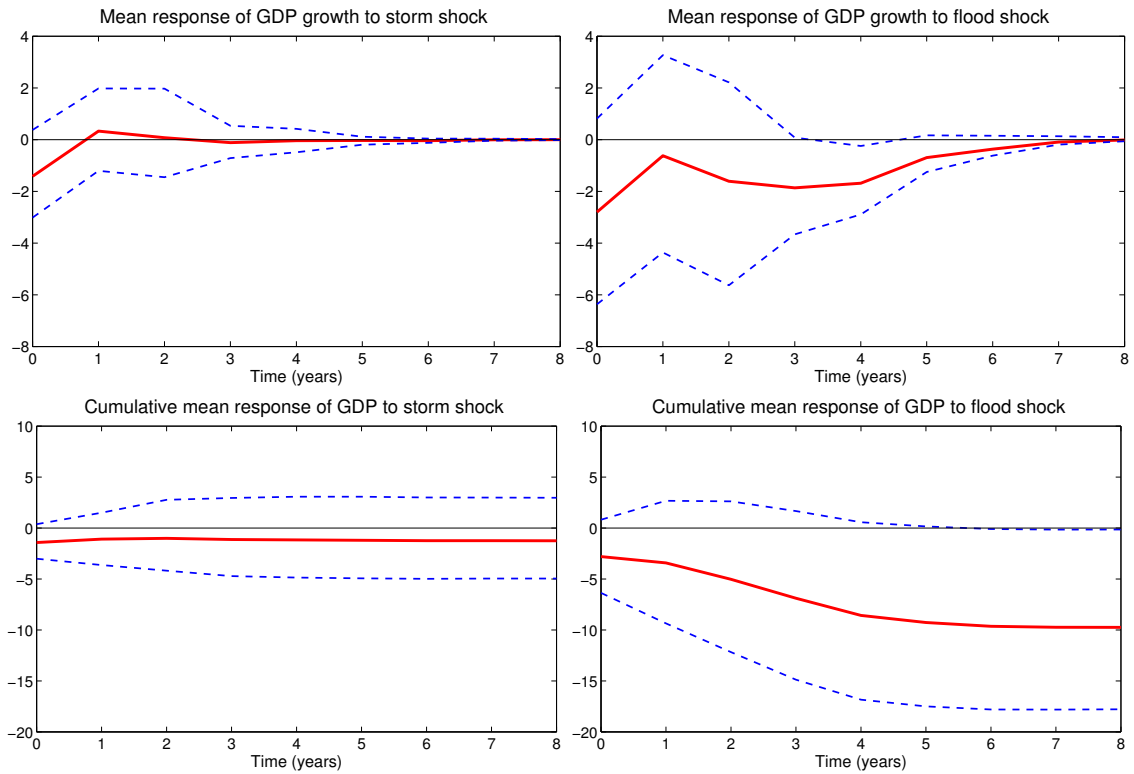 Mean response of GDP growth to storm shock
4
2
0
−2
−4
−6
−8
0 1 2 3 4 5 6 7 8
Time (years)
Mean response of GDP growth to flood shock
4
2
0
−2
−4
−6
−8
0 1 2 3 4 5 6 7 8
Time (years)
Cumulative mean response of GDP to storm shock
10
5
0
−5
−10
−15
−20
0 1 2 3 4 5 6 7 8
Time (years)
Cumulative mean response of GDP to flood shock
10
5
0
−5
−10
−15
−20
0 1 2 3 4 5 6 7 8
Time (years)